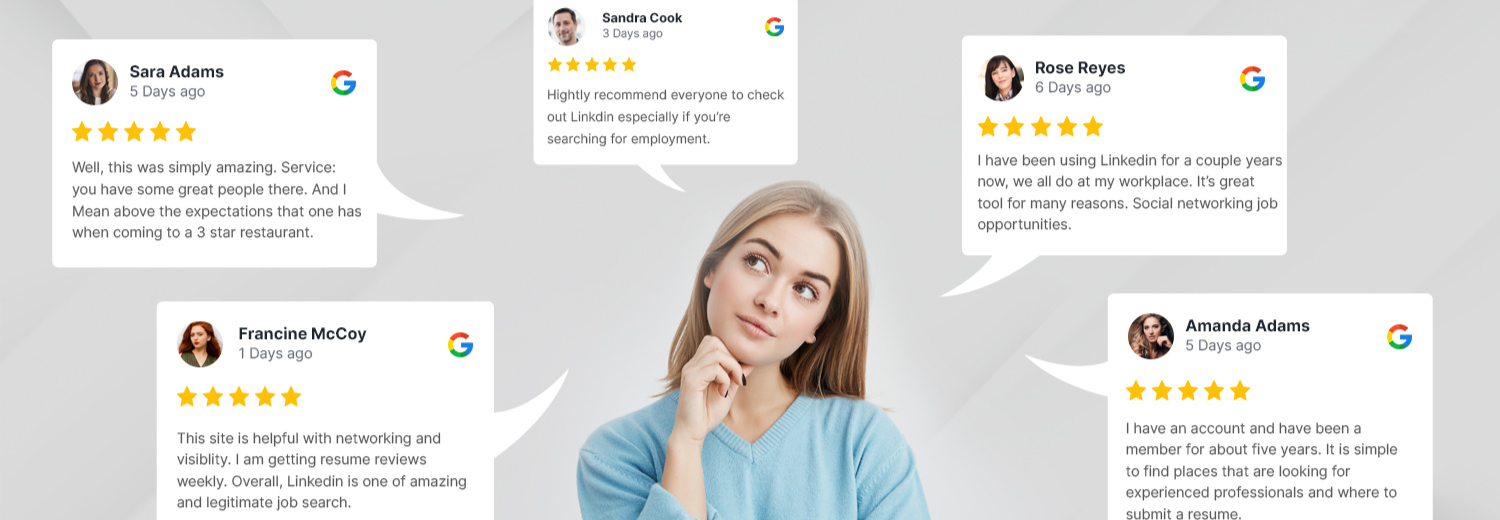 Sara Adams
5 Days ago
Well, this was simply amazing. Service:
you have some great people there. And I
Mean above the expectations that one has
when coming to a 3 star restaurant.
Sandra Cook
3 Days ago
Hightly recommend everyone to check
out Linkdin especially if you're
searching for employment.
Rose Reyes
6 Days ago
I have been using Linkedin for a couple years
now, we all do at my workplace. It's great
tool for many reasons. Social networking job
opportunities.
Francine McCoy
1 Days ago
This site is helpful with networking and
visiblity. I am getting resume reviews
weekly. Overall, Linkedin is one of amazing
and legitimate job search.
Amanda Adams
5 Days ago
I have an account and have been a
member for about five years. It is simple
to find places that are looking for
experienced professionals and where to
submit a resume.